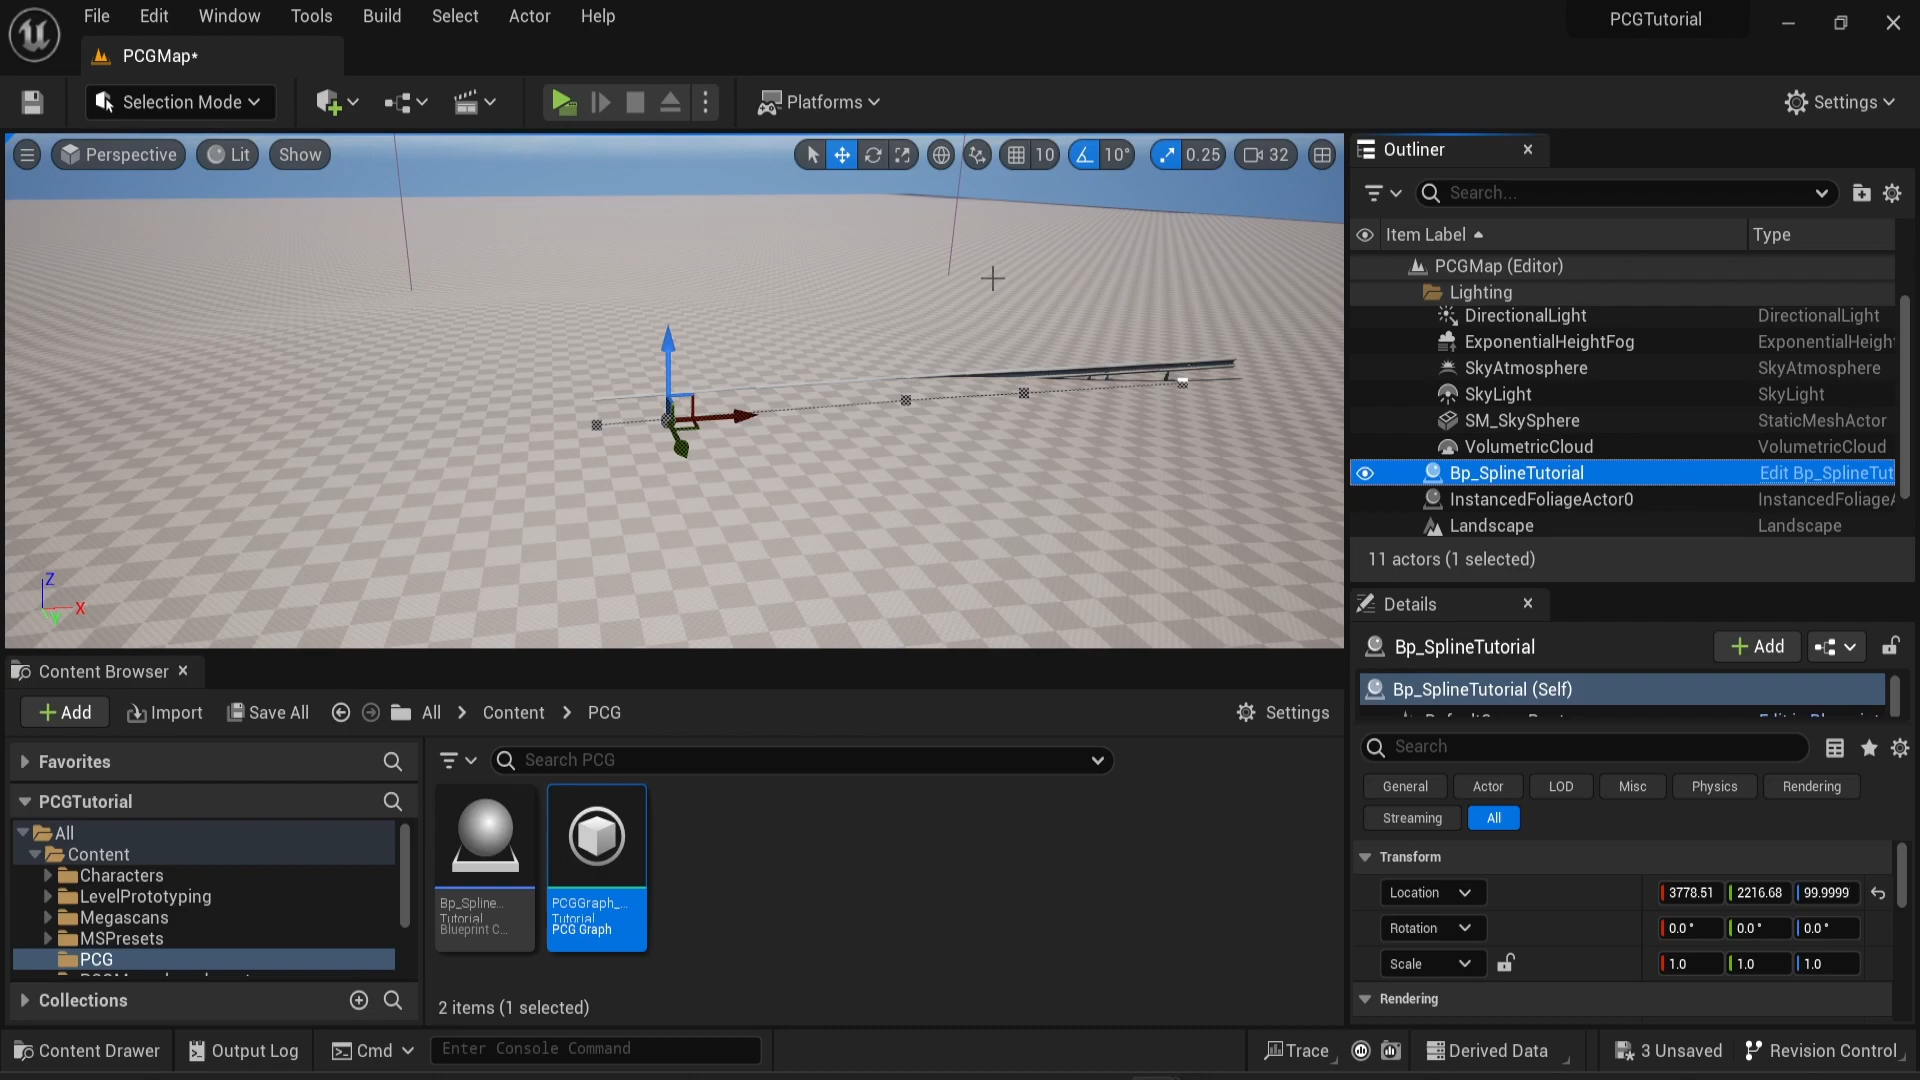 File Edit Window Tools Build Select Actor Help
PCGTutorial
PCGMap*
Selection Mode
Platforms
Settings
Perspective Lit Show
10 10° 0.25 32
Z
X
Y
Outliner
Search...
Item Label Type
PCGMap (Editor)
Lighting
DirectionalLight DirectionalLight
ExponentialHeightFog ExponentialHeigh
SkyAtmosphere SkyAtmosphere
SkyLight SkyLight
SM_SkySphere StaticMeshActor
VolumetricCloud VolumetricCloud
Bp_SplineTutorial Edit Bp_SplineTut
InstancedFoliageActor0 InstancedFoliage
Landscape Landscape
11 actors (1 selected)
Details
Bp_SplineTutorial
Add
Bp_SplineTutorial (Self)
Search
General Actor LOD Misc Physics Rendering
Streaming All
Transform
Location 3778.51 2216.68 99.9999
Rotation 0.0° 0.0° 0.0°
Scale 1.0 1.0 1.0
Rendering
Content Browser
Add Import Save All All Content PCG
Settings
Favorites
PCGTutorial
All
Content
Characters
LevelPrototyping
Megascans
MSPresets
PCG
Collections
Search PCG
Bp_Spline...
Tutorial
Blueprint C...
PCGGraph_...
Tutorial
PCG Graph
2 items (1 selected)
Content Drawer Output Log Cmd Enter Console Command
Trace Derived Data 3 Unsaved Revision Control